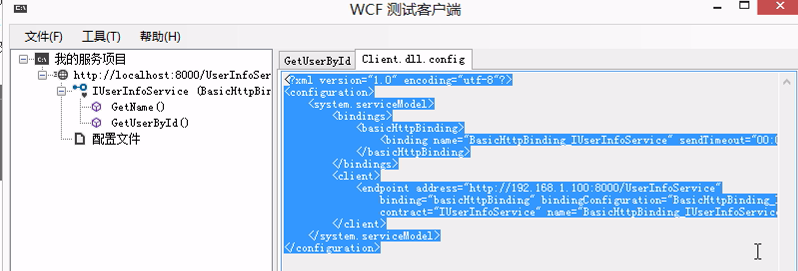 WCF 测试客户端
文件(F) 工具(T) 帮助(H)
我的服务项目
http://localhost:8000/UserInfoSer
IUserInfoService (BasicHttpBin
GetName()
GetUserById()
配置文件
GetUserById Client.dll.config
<?xml version="1.0" encoding="utf-8"?>
<configuration>
<system.serviceModel>
<bindings>
<basicHttpBinding>
<binding name="BasicHttpBinding_IUserInfoService" sendTimeout="00:0
</basicHttpBinding>
</bindings>
<client>
<endpoint address="http://192.168.1.100:8000/UserInfoService"
binding="basicHttpBinding" bindingConfiguration="BasicHttpBinding_I
contract="IUserInfoService" name="BasicHttpBinding_IUserInfoService
</client>
</system.serviceModel>
</configuration>